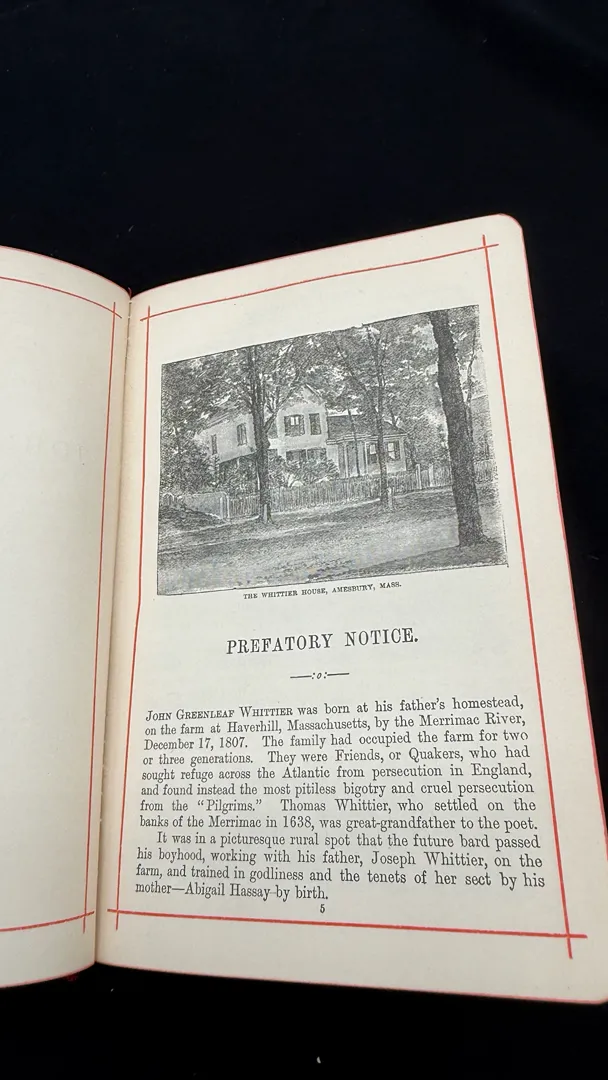 THE WHITTIER HOUSE, AMESBURY, MASS.
PREFATORY NOTICE.
——:o:——
JOHN GREENLEAF WHITTIER was born at his father's homestead,
on the farm at Haverhill, Massachusetts, by the Merrimac River,
December 17, 1807. The family had occupied the farm for two
or three generations. They were Friends, or Quakers, who had
sought refuge across the Atlantic from persecution in England,
and found instead the most pitiless bigotry and cruel persecution
from the "Pilgrims." Thomas Whittier, who settled on the
banks of the Merrimac in 1638, was great-grandfather to the poet.
It was in a picturesque rural spot that the future bard passed
his boyhood, working with his father, Joseph Whittier, on the
farm, and trained in godliness and the tenets of her sect by his
mother—Abigail Hassay by birth.
5